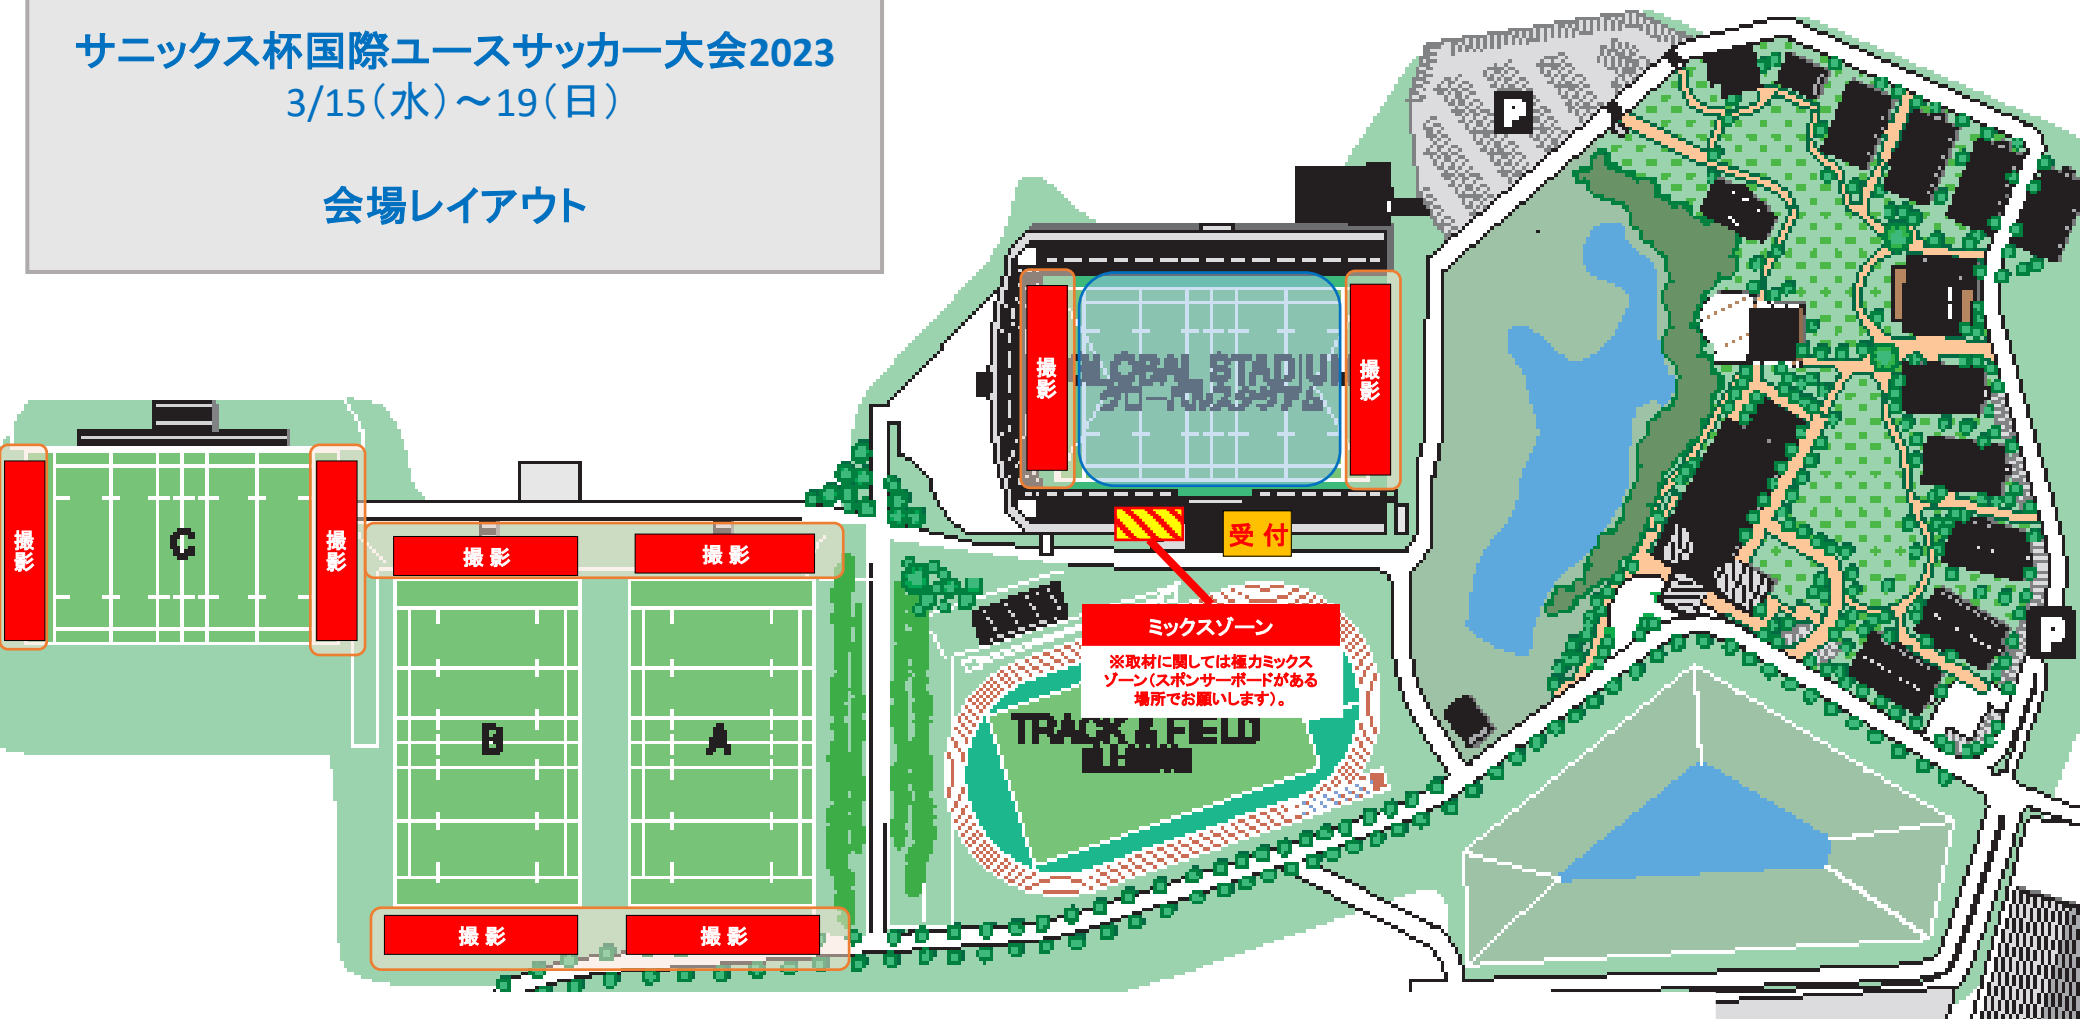 サニックス杯国際ユースサッカー大会2023
3/15(水)～19(日)
会場レイアウト
P
撮影
GLOBAL STADIUM
グローバルスタジアム
撮影
撮影
C
撮影
撮 影
撮 影
受 付
ミックスゾーン
※取材に関しては極力ミックス
ゾーン(スポンサーボードがある
場所でお願いします)。
P
B
A
TRACK & FIELD
撮 影
撮 影